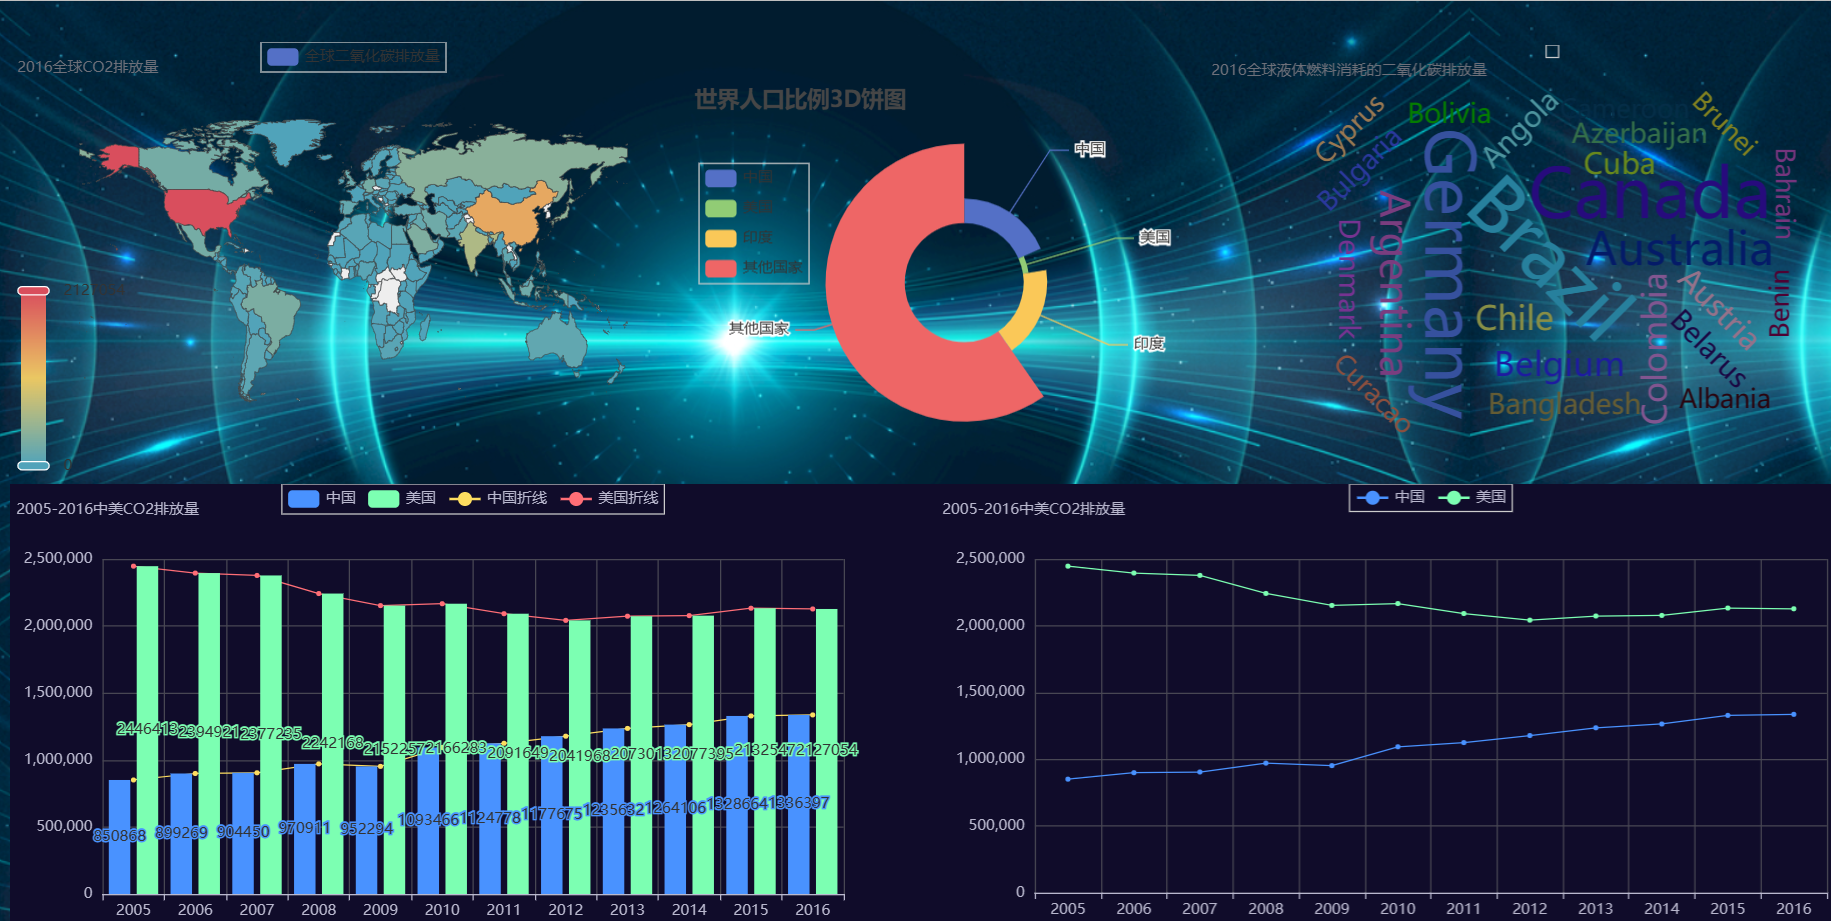 2016全球CO2排放量
全球二氧化碳排放量
世界人口比例3D饼图
中国
印度
其他国家
中国
美国
印度
其他国家
2016全球液体燃料消耗的二氧化碳排放量
Cyprus
Bolivia
Angola
Cameroon
Brunei
Azerbaijan
Bulgaria
Germany
Cuba
Canada
Bahrain
Brazil
Argentina
Denmark
Australia
Chile
Colombia
Austria
Benin
Belarus
Belgium
Curacao
Bangladesh
Albania
2005-2016中美CO2排放量
中国 美国 中国折线 美国折线
2,500,000
2,000,000
1,500,000
1,000,000
500,000
0
2446413 2394921 2377235 2242168 2152257 2166283 2091649 2041968 2073013 2077395 2132547 2127054
850868 899269 904450 970911 952294 1093466 1124778 1177675 1235632 1264106 1328664 1336397
2005 2006 2007 2008 2009 2010 2011 2012 2013 2014 2015 2016
2005-2016中美CO2排放量
中国 美国
2,500,000
2,000,000
1,500,000
1,000,000
500,000
0
2005 2006 2007 2008 2009 2010 2011 2012 2013 2014 2015 2016